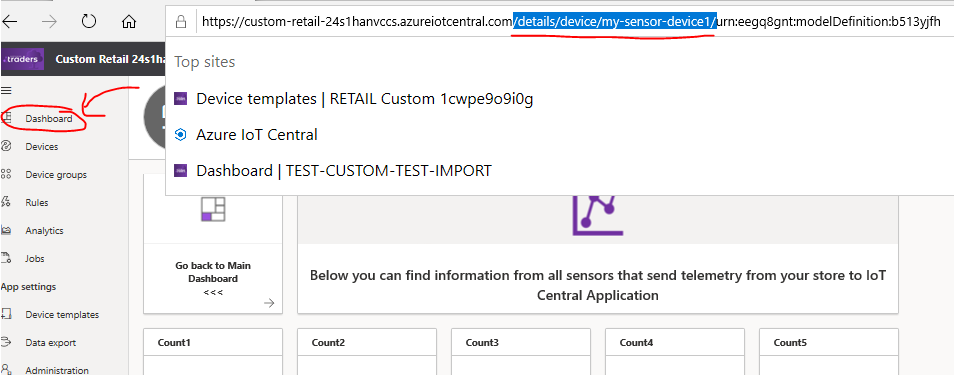 https://custom-retail-24s1hanvccs.azureiotcentral.com/details/device/my-sensor-device1/urn:eegq8gnt:modelDefinition:b513yjfh
traders
Custom Retail 24s1ha
Top sites
Device templates | RETAIL Custom 1cwpe9o9i0g
Azure IoT Central
Dashboard | TEST-CUSTOM-TEST-IMPORT
Dashboard
Devices
Device groups
Rules
Analytics
Jobs
App settings
Device templates
Data export
Administration
Go back to Main
Dashboard
<<<
Below you can find information from all sensors that send telemetry from your store to IoT
Central Application
Count1
Count2
Count3
Count4
Count5